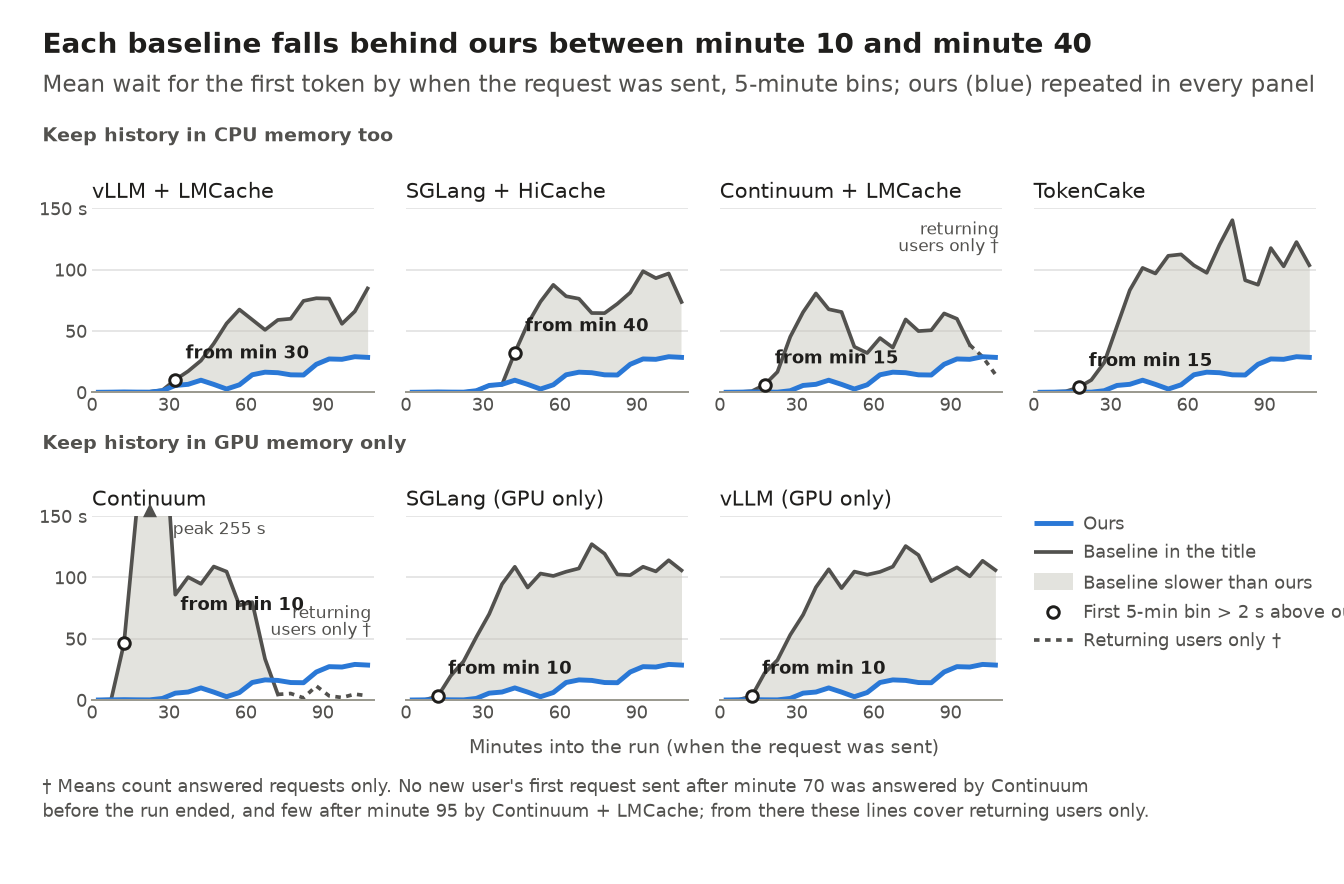 Each baseline falls behind ours between minute 10 and minute 40
Mean wait for the first token by when the request was sent, 5-minute bins; ours (blue) repeated in every panel
Keep history in CPU memory too
vLLM + LMCache
SGLang + HiCache
Continuum + LMCache
TokenCake
150 s
100
50
0
from min 30
0 30 60 90
from min 40
0 30 60 90
returning
users only †
from min 15
0 30 60 90
from min 15
0 30 60 90
Keep history in GPU memory only
Continuum
SGLang (GPU only)
vLLM (GPU only)
150 s
100
50
0
peak 255 s
from min 10
returning
users only †
0 30 60 90
from min 10
0 30 60 90
from min 10
0 30 60 90
Ours
Baseline in the title
Baseline slower than ours
First 5-min bin > 2 s above
Returning users only †
Minutes into the run (when the request was sent)
† Means count answered requests only. No new user's first request sent after minute 70 was answered by Continuum
before the run ended, and few after minute 95 by Continuum + LMCache; from there these lines cover returning users only.